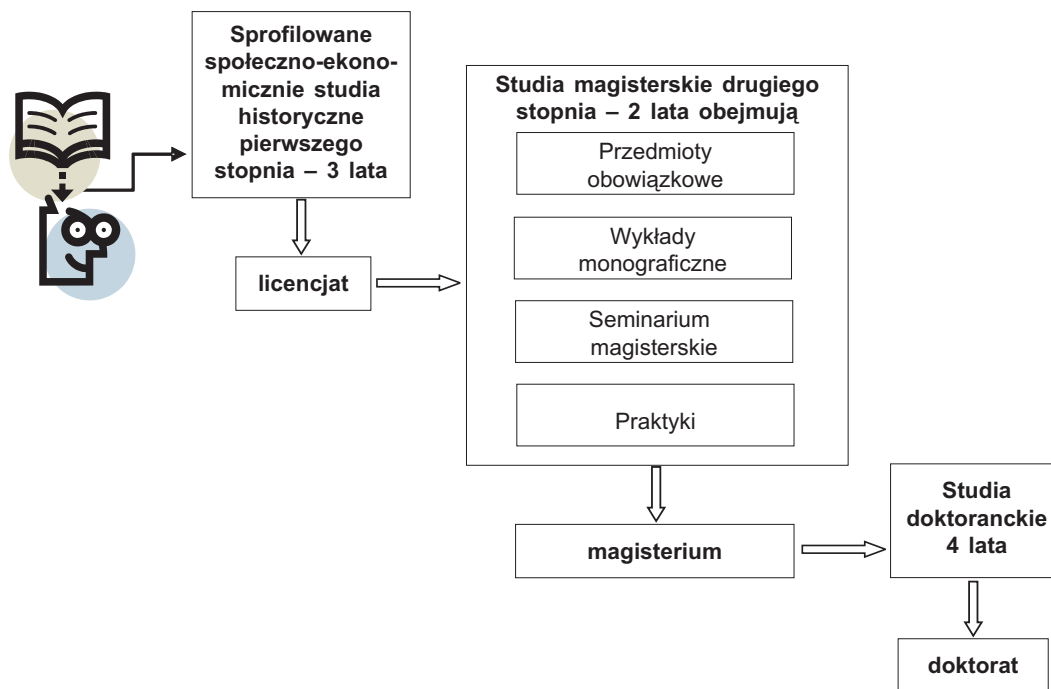 Sprofilowane
społeczno-ekono-
micznie studia
historyczne
pierwszego
stopnia – 3 lata
licencjat
Studia magisterskie drugiego
stopnia – 2 lata obejmują
Przedmioty
obowiązkowe
Wykłady
monograficzne
Seminarium
magisterskie
Praktyki
magisterium
Studia
doktoranckie
4 lata
doktorat